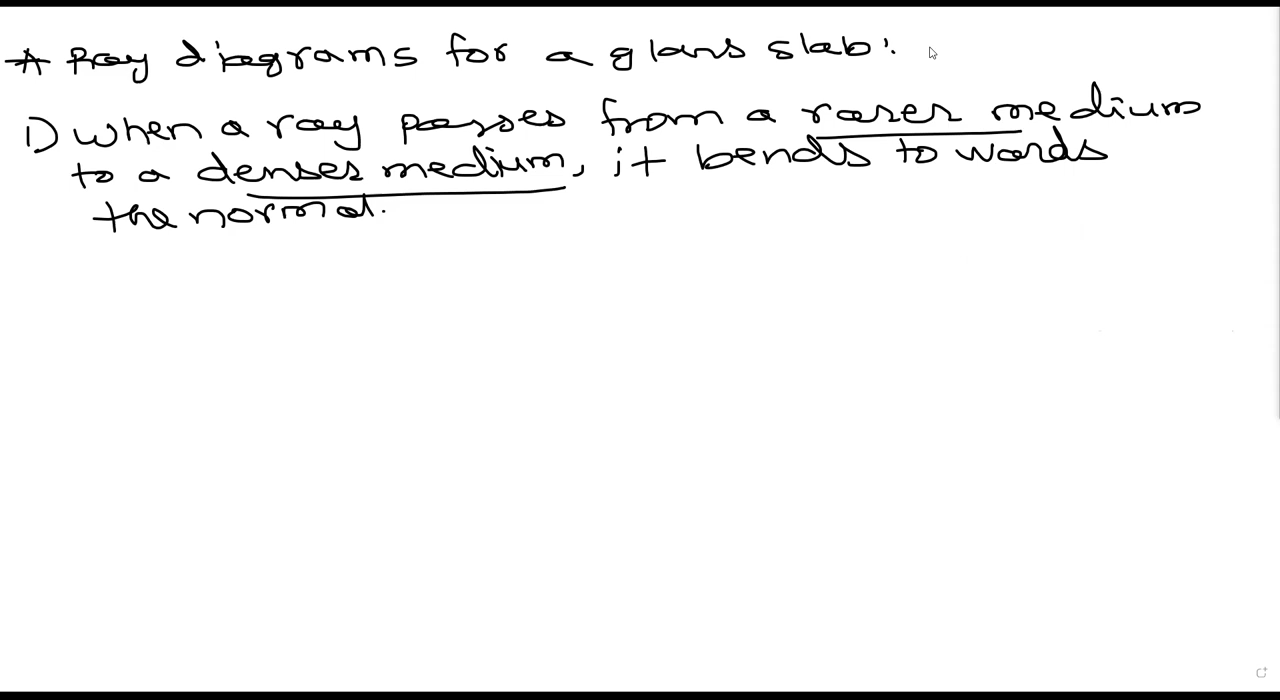 * Ray diagrams for a glass slab:
1) when a ray passes from a rarer medium
to a denser medium, it bends towards
the normal.